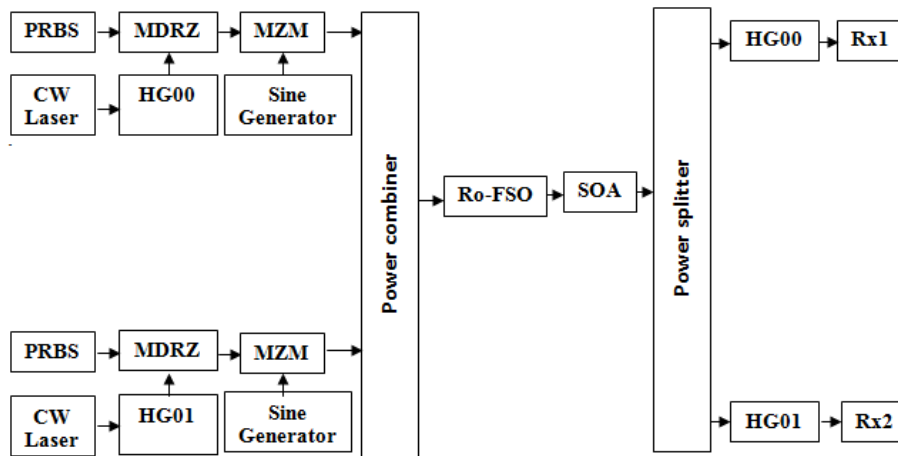 PRBS
MDRZ
MZM
CW
Laser
HG00
Sine
Generator
Power combiner
Ro-FSO
SOA
Power splitter
HG00
Rx1
PRBS
MDRZ
MZM
CW
Laser
HG01
Sine
Generator
HG01
Rx2